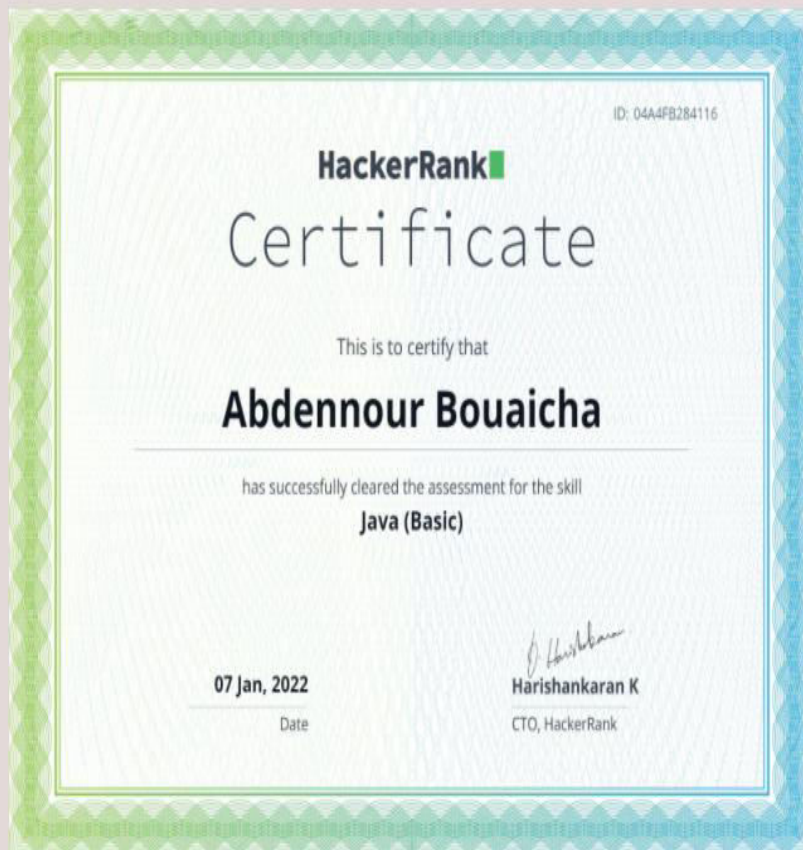 ID: 04A4FB284116
HackerRank
Certificate
This is to certify that
Abdennour Bouaicha
has successfully cleared the assessment for the skill
Java (Basic)
07 Jan, 2022
Date
Harishankaran K
CTO, HackerRank